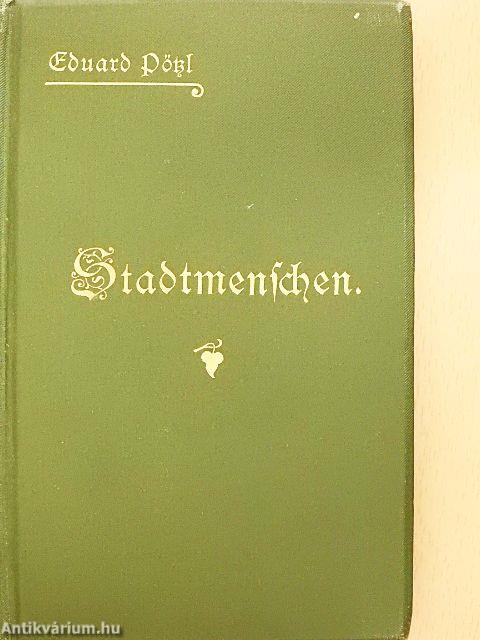 Eduard Pötzl
Stadtmenſchen.
Antikvárium.hu